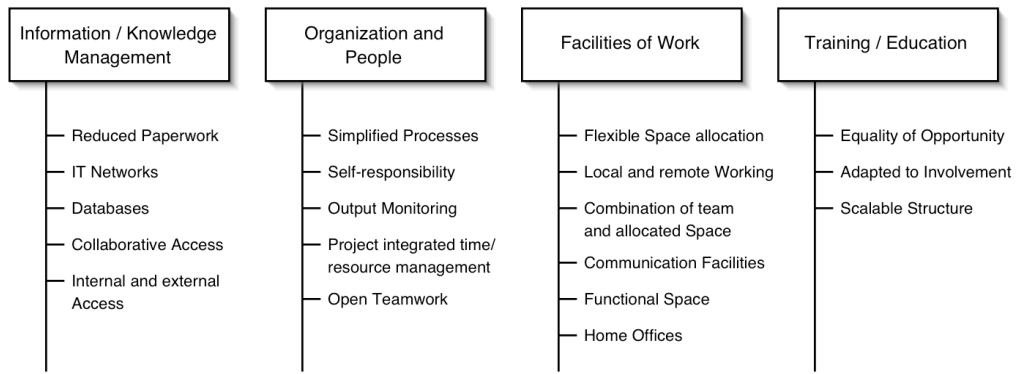 Information / Knowledge
Management
Reduced Paperwork
IT Networks
Databases
Collaborative Access
Internal and external
Access
Organization and
People
Simplified Processes
Self-responsibility
Output Monitoring
Project integrated time/
resource management
Open Teamwork
Facilities of Work
Flexible Space allocation
Local and remote Working
Combination of team
and allocated Space
Communication Facilities
Functional Space
Home Offices
Training / Education
Equality of Opportunity
Adapted to Involvement
Scalable Structure